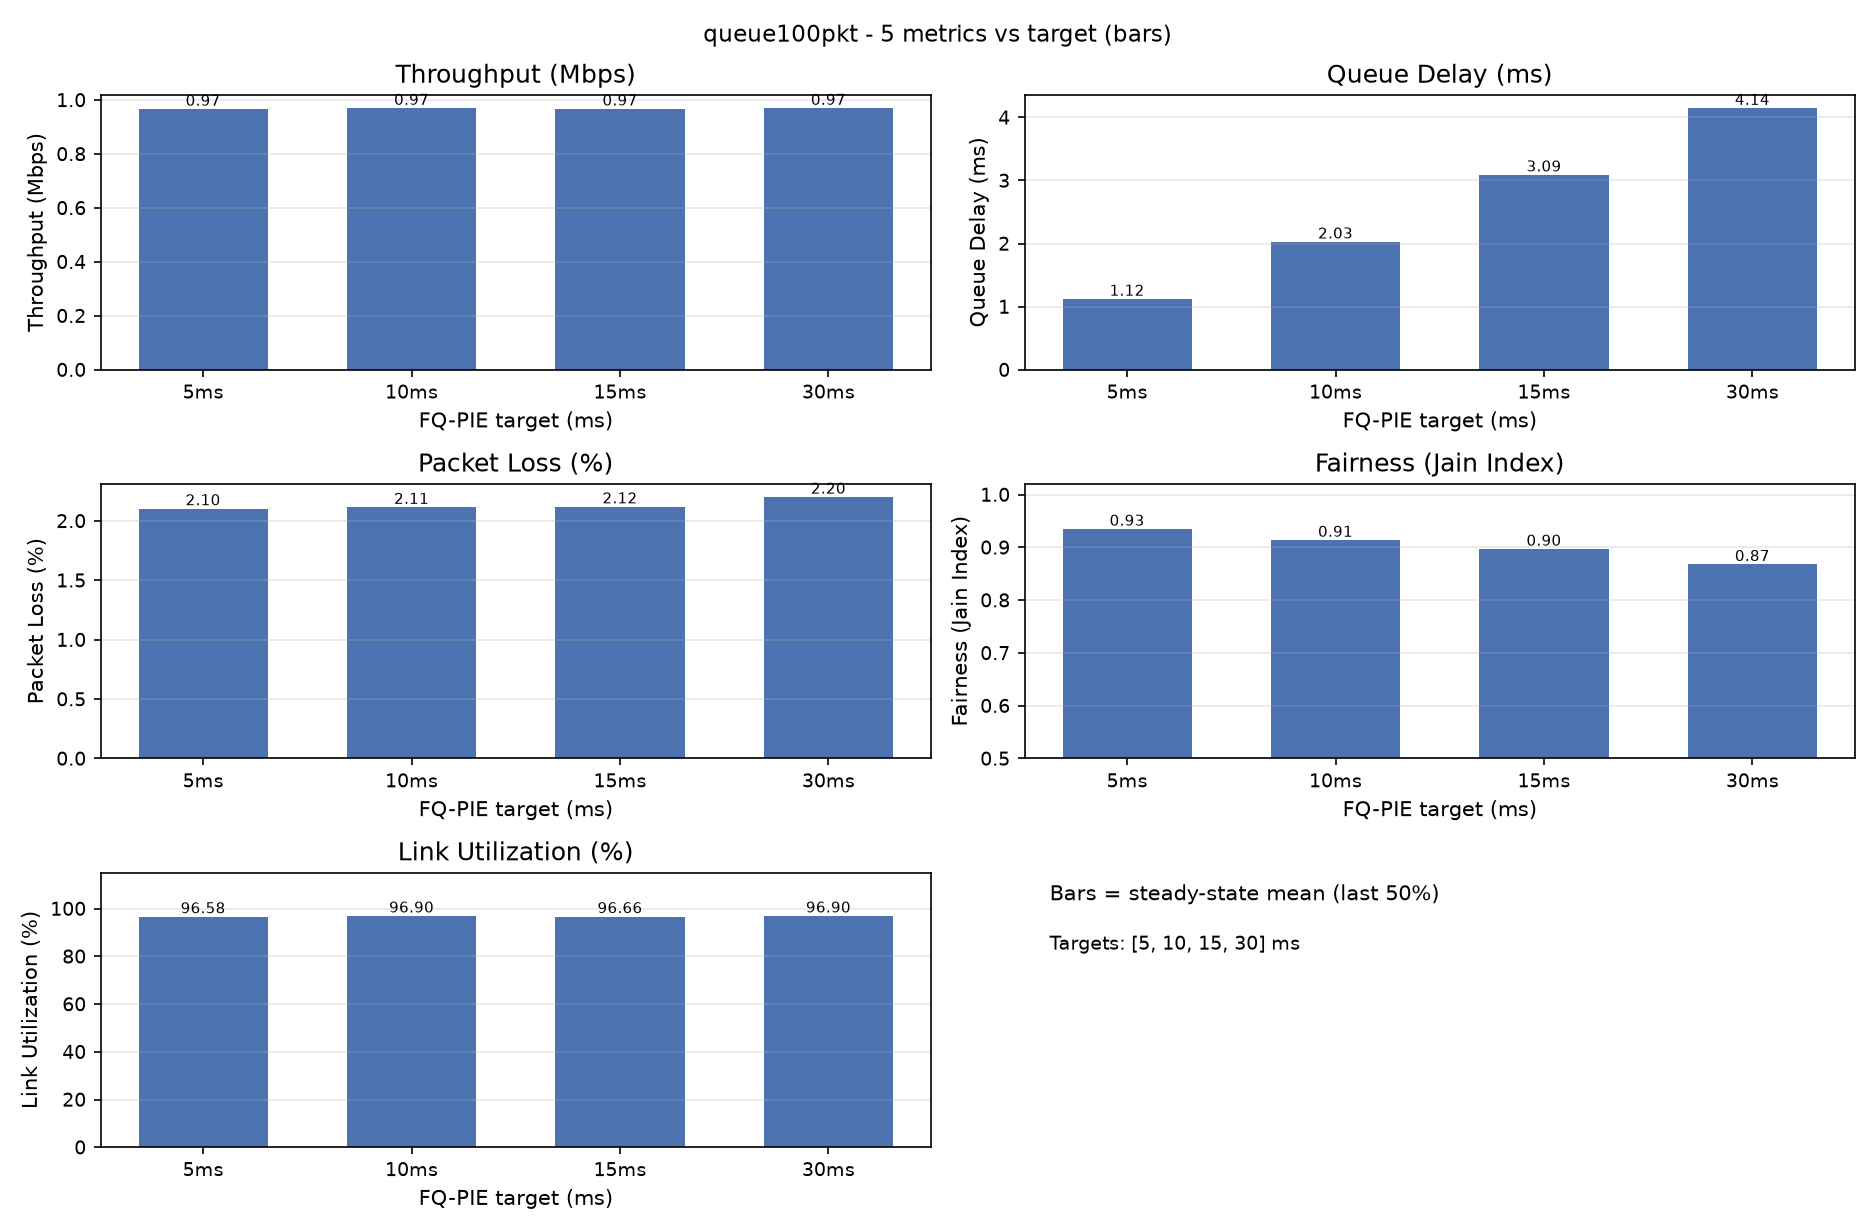 queue100pkt - 5 metrics vs target (bars)
Throughput (Mbps)
Throughput (Mbps)
1.0
0.8
0.6
0.4
0.2
0.0
0.97 0.97 0.97 0.97
5ms 10ms 15ms 30ms
FQ-PIE target (ms)
Queue Delay (ms)
Queue Delay (ms)
4
3
2
1
0
1.12 2.03 3.09 4.14
5ms 10ms 15ms 30ms
FQ-PIE target (ms)
Packet Loss (%)
Packet Loss (%)
2.0
1.5
1.0
0.5
0.0
2.10 2.11 2.12 2.20
5ms 10ms 15ms 30ms
FQ-PIE target (ms)
Fairness (Jain Index)
Fairness (Jain Index)
1.0
0.9
0.8
0.7
0.6
0.5
0.93 0.91 0.90 0.87
5ms 10ms 15ms 30ms
FQ-PIE target (ms)
Link Utilization (%)
Link Utilization (%)
100
80
60
40
20
0
96.58 96.90 96.66 96.90
5ms 10ms 15ms 30ms
FQ-PIE target (ms)
Bars = steady-state mean (last 50%)
Targets: [5, 10, 15, 30] ms